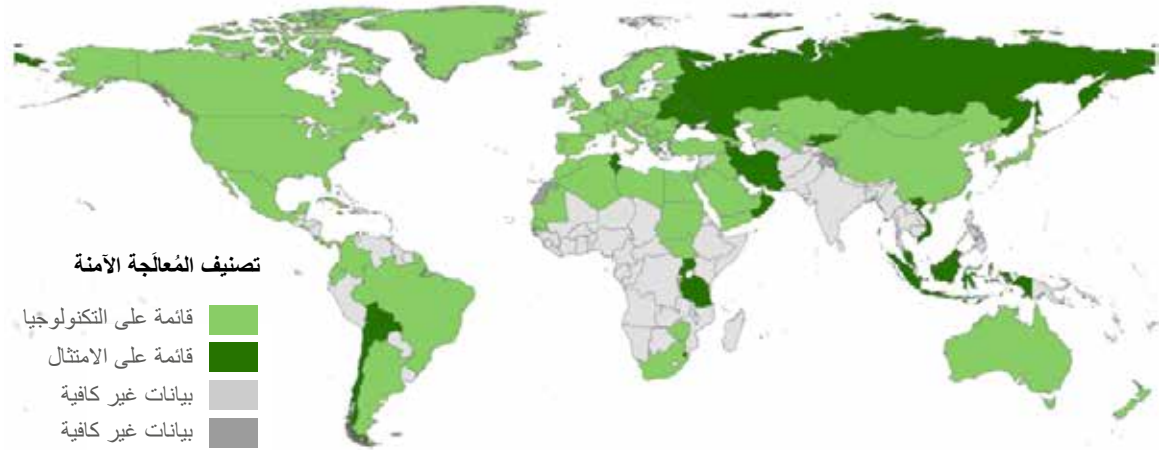 تصنيف المُعالَجة الآمنة
قائمة على التكنولوجيا
قائمة على الامتثال
بيانات غير كافية
بيانات غير كافية